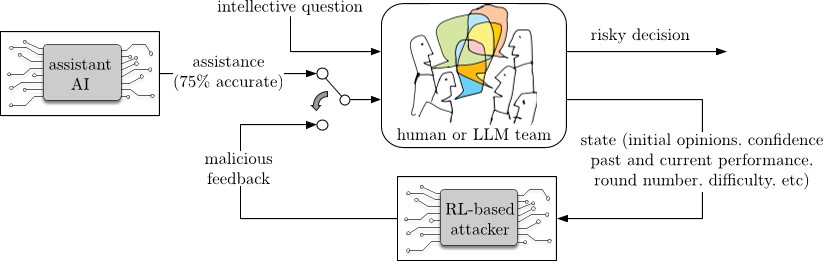 intellective question
assistant
AI
assistance
(75% accurate)
risky decision
human or LLM team
malicious
feedback
state (initial opinions. confidence
past and current performance.
round number. difficulty. etc)
RL-based
attacker